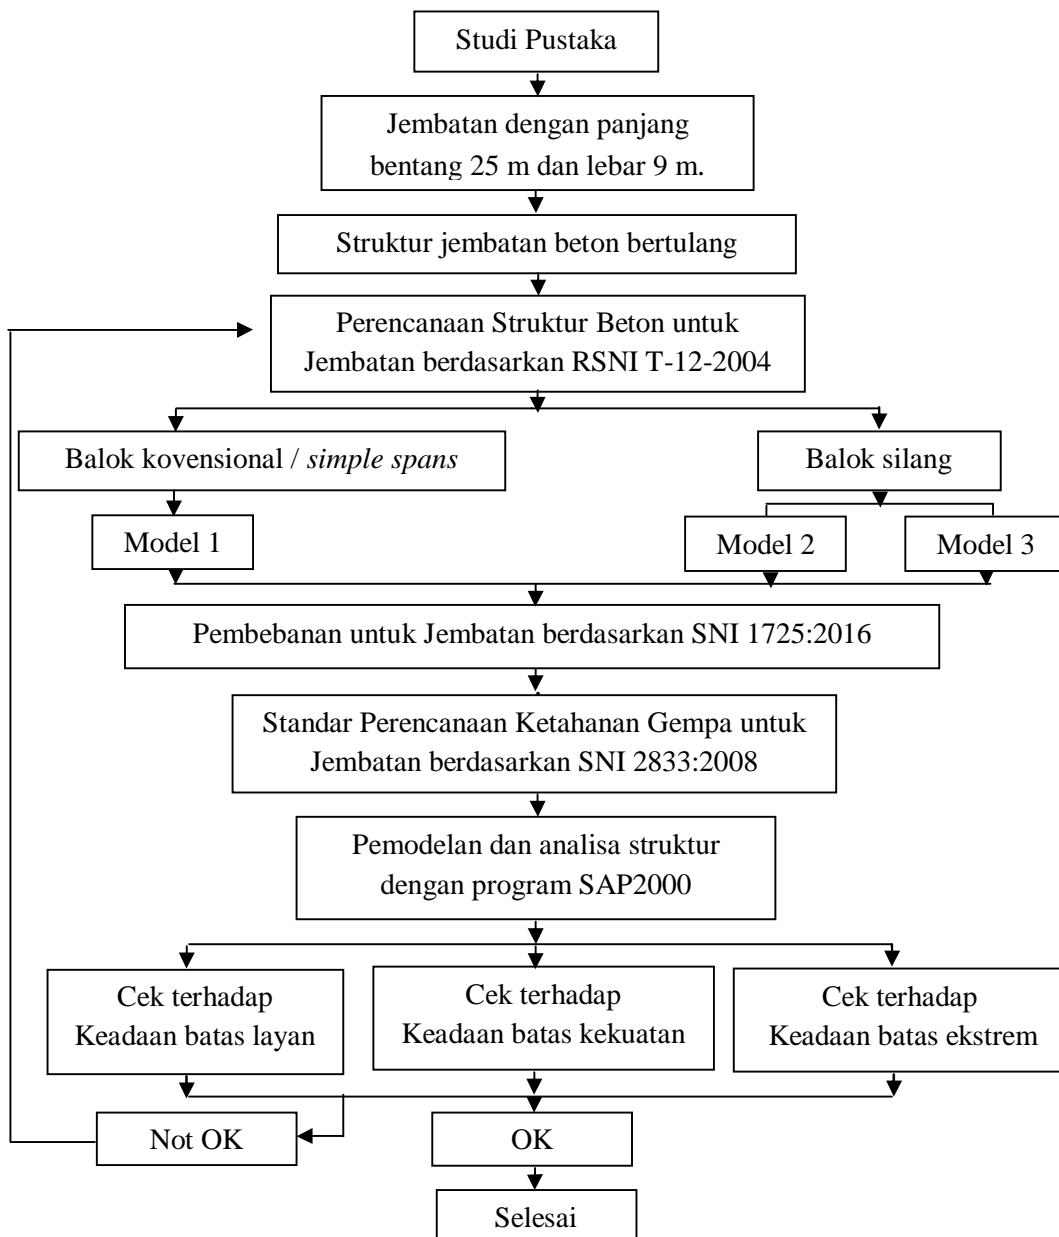 Studi Pustaka
Jembatan dengan panjang
bentang 25 m dan lebar 9 m.
Struktur jembatan beton bertulang
Perencanaan Struktur Beton untuk
Jembatan berdasarkan RSNI T-12-2004
Balok kovensional / simple spans
Balok silang
Model 1
Model 2
Model 3
Pembebanan untuk Jembatan berdasarkan SNI 1725:2016
Standar Perencanaan Ketahanan Gempa untuk
Jembatan berdasarkan SNI 2833:2008
Pemodelan dan analisa struktur
dengan program SAP2000
Cek terhadap
Keadaan batas layan
Cek terhadap
Keadaan batas kekuatan
Cek terhadap
Keadaan batas ekstrem
Not OK
OK
Selesai